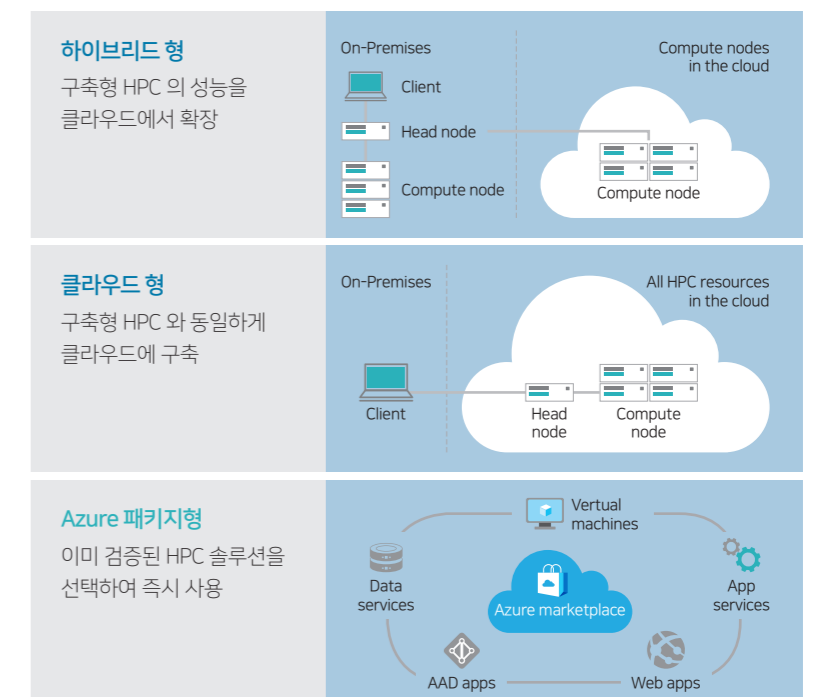 하이브리드 형
구축형 HPC 의 성능을
클라우드에서 확장
On-Premises
Client
Head node
Compute node
Compute nodes
in the cloud
Compute node
클라우드 형
구축형 HPC 와 동일하게
클라우드에 구축
On-Premises
Client
All HPC resources
in the cloud
Head
node
Compute
node
Azure 패키지형
이미 검증된 HPC 솔루션을
선택하여 즉시 사용
Vertual
machines
Data
services
Azure marketplace
App
services
AAD apps
Web apps